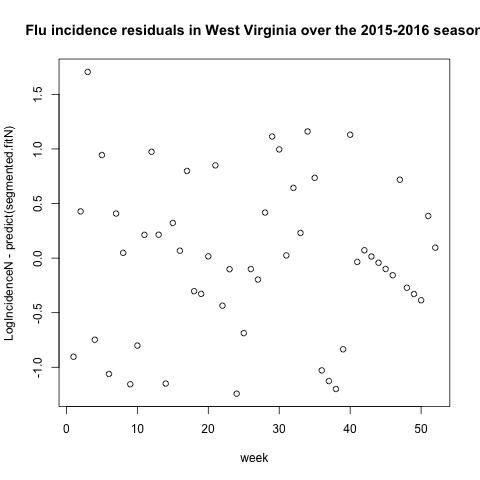 Flu incidence residuals in West Virginia over the 2015-2016 season
LogIncidenceN - predict(segmented.fitN)
1.5
1.0
0.5
0.0
-0.5
-1.0
0 10 20 30 40 50
week